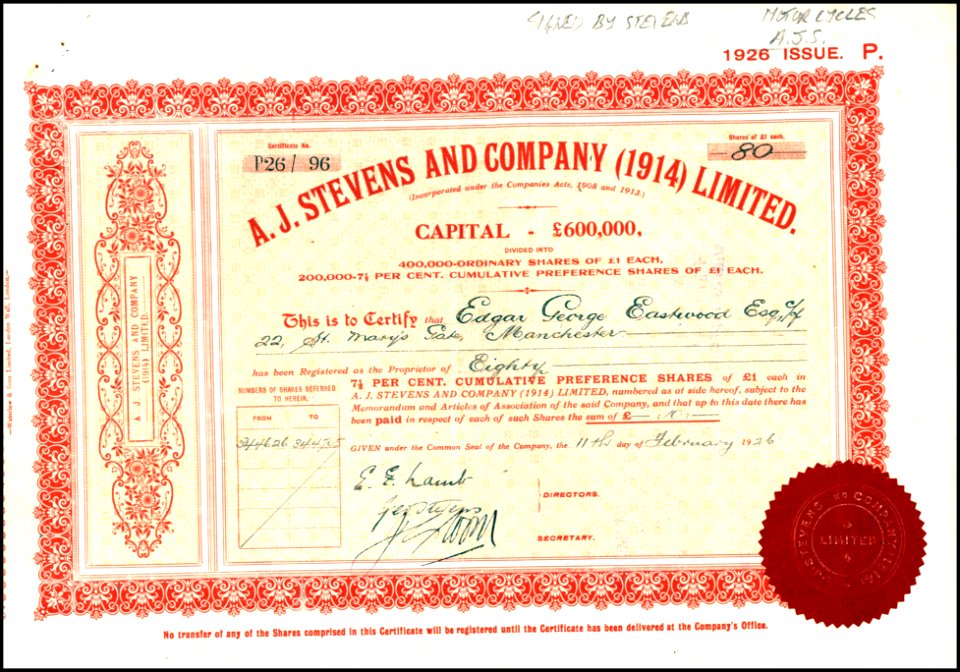 SIGNED BY STEVENS
MOTOR CYCLES
A.J.S.
1926 ISSUE. P.
Certificate No.
P26/ 96
Shares of £1 each.
80
A. J. STEVENS AND COMPANY (1914) LIMITED.
(Incorporated under the Companies Acts, 1908 and 1913.)
CAPITAL - £600,000,
DIVIDED INTO
400,000-ORDINARY SHARES OF £1 EACH,
200,000-7½ PER CENT. CUMULATIVE PREFERENCE SHARES OF £1 EACH.
This is to Certify that Edgar George Eastwood Esq, c/o
22, St. Mary's Gate, Manchester
has been Registered as the Proprietor of Eighty
7½ PER CENT. CUMULATIVE PREFERENCE SHARES of £1 each in
A. J. STEVENS AND COMPANY (1914) LIMITED, numbered as at side hereof, subject to the
Memorandum and Articles of Association of the said Company, and that up to this date there has
been paid in respect of each of such Shares the sum of £
NUMBERS OF SHARES REFERRED
TO HEREIN.
FROM TO
344626 344705
GIVEN under the Common Seal of the Company, the 11th day of February 1926
E. E. Lamb
Geo Stevens
DIRECTORS.
SECRETARY.
A J STEVENS AND COMPANY
(1914) LIMITED.
STEVENS AND COMPANY
LIMITED
No transfer of any of the Shares comprised in this Certificate will be registered until the Certificate has been delivered at the Company's Office.